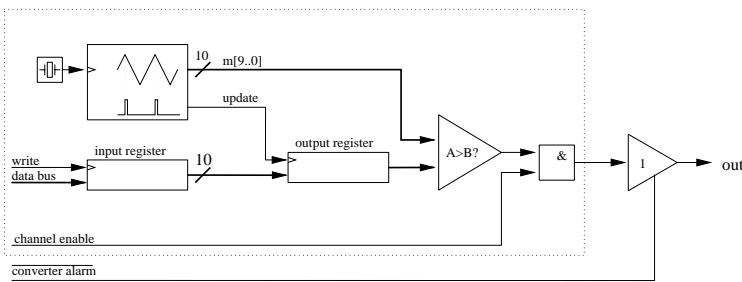 10
m[9..0]
update
input register
10
output register
write
data bus
A>B?
&
1
out
channel enable
converter alarm